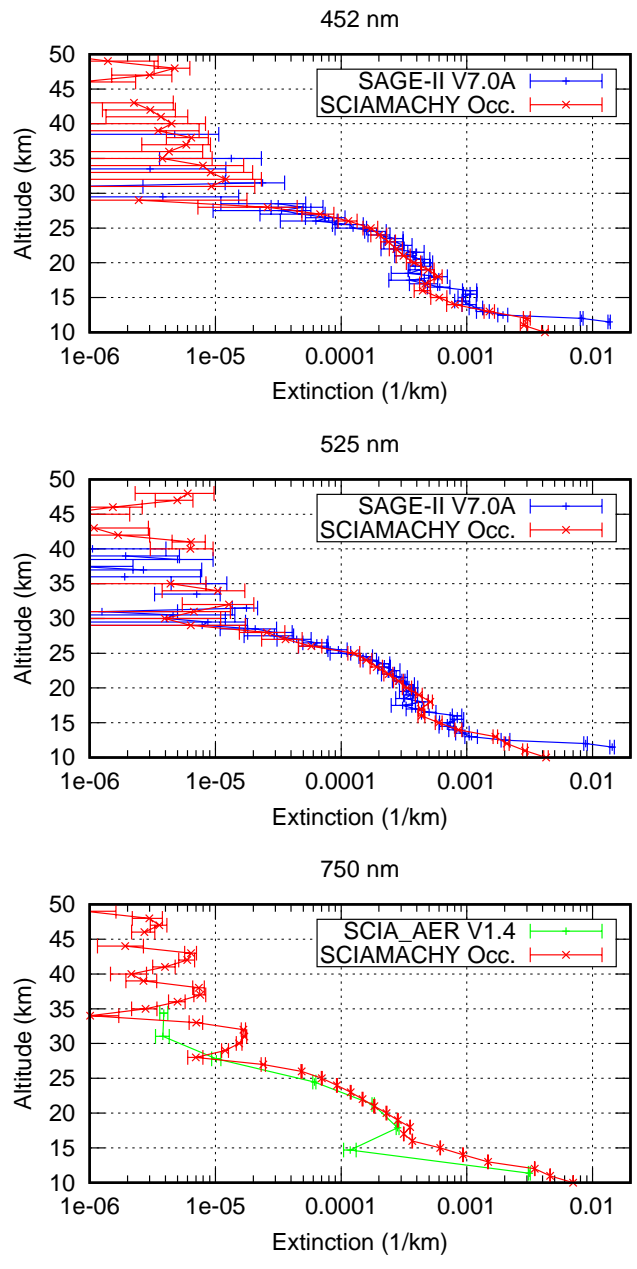 452 nm
50
45
40
35
30
25
20
15
10
Altitude (km)
SAGE-II V7.0A
SCIAMACHY Occ.
1e-06 1e-05 0.0001 0.001 0.01
Extinction (1/km)
525 nm
50
45
40
35
30
25
20
15
10
Altitude (km)
SAGE-II V7.0A
SCIAMACHY Occ.
1e-06 1e-05 0.0001 0.001 0.01
Extinction (1/km)
750 nm
50
45
40
35
30
25
20
15
10
Altitude (km)
SCIA_AER V1.4
SCIAMACHY Occ.
1e-06 1e-05 0.0001 0.001 0.01
Extinction (1/km)